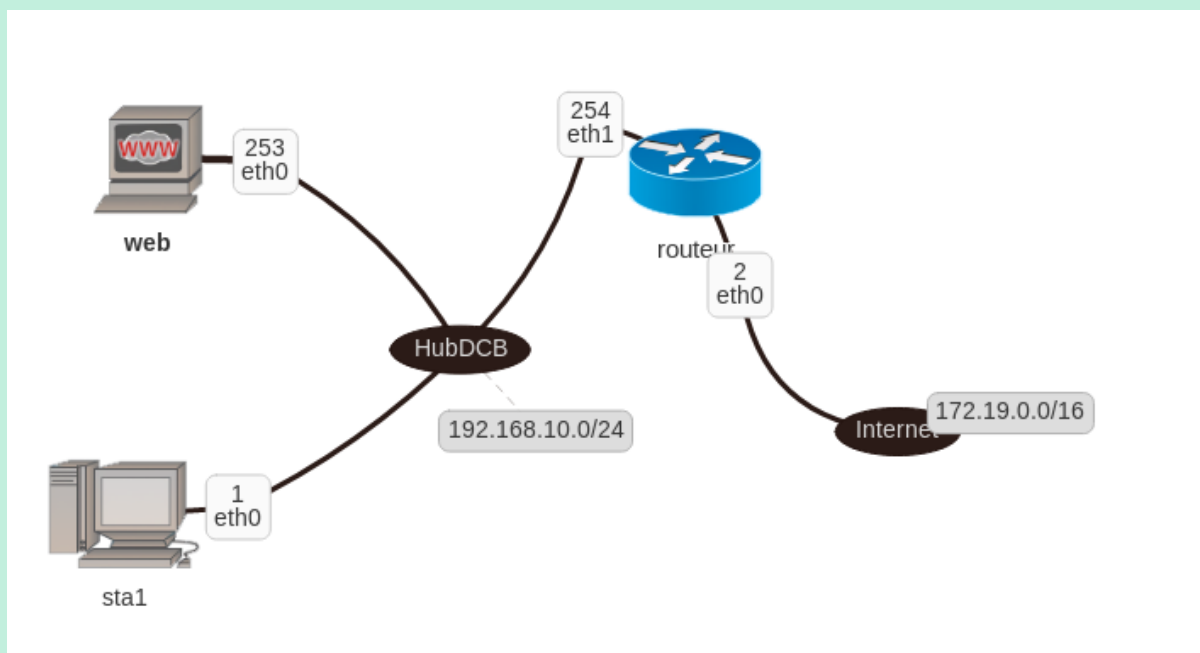 WWW
253
eth0
web
254
eth1
routeur
2
eth0
HubDCB
192.168.10.0/24
172.19.0.0/16
Internet
1
eth0
sta1